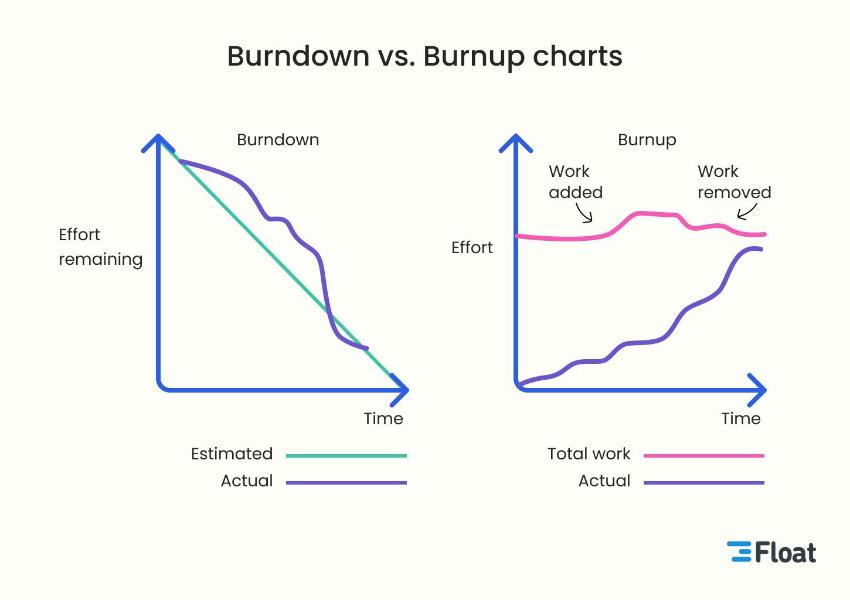 Burndown vs. Burnup charts
Burndown
Effort
remaining
Time
Estimated
Actual
Burnup
Work
added
Work
removed
Effort
Time
Total work
Actual
Float